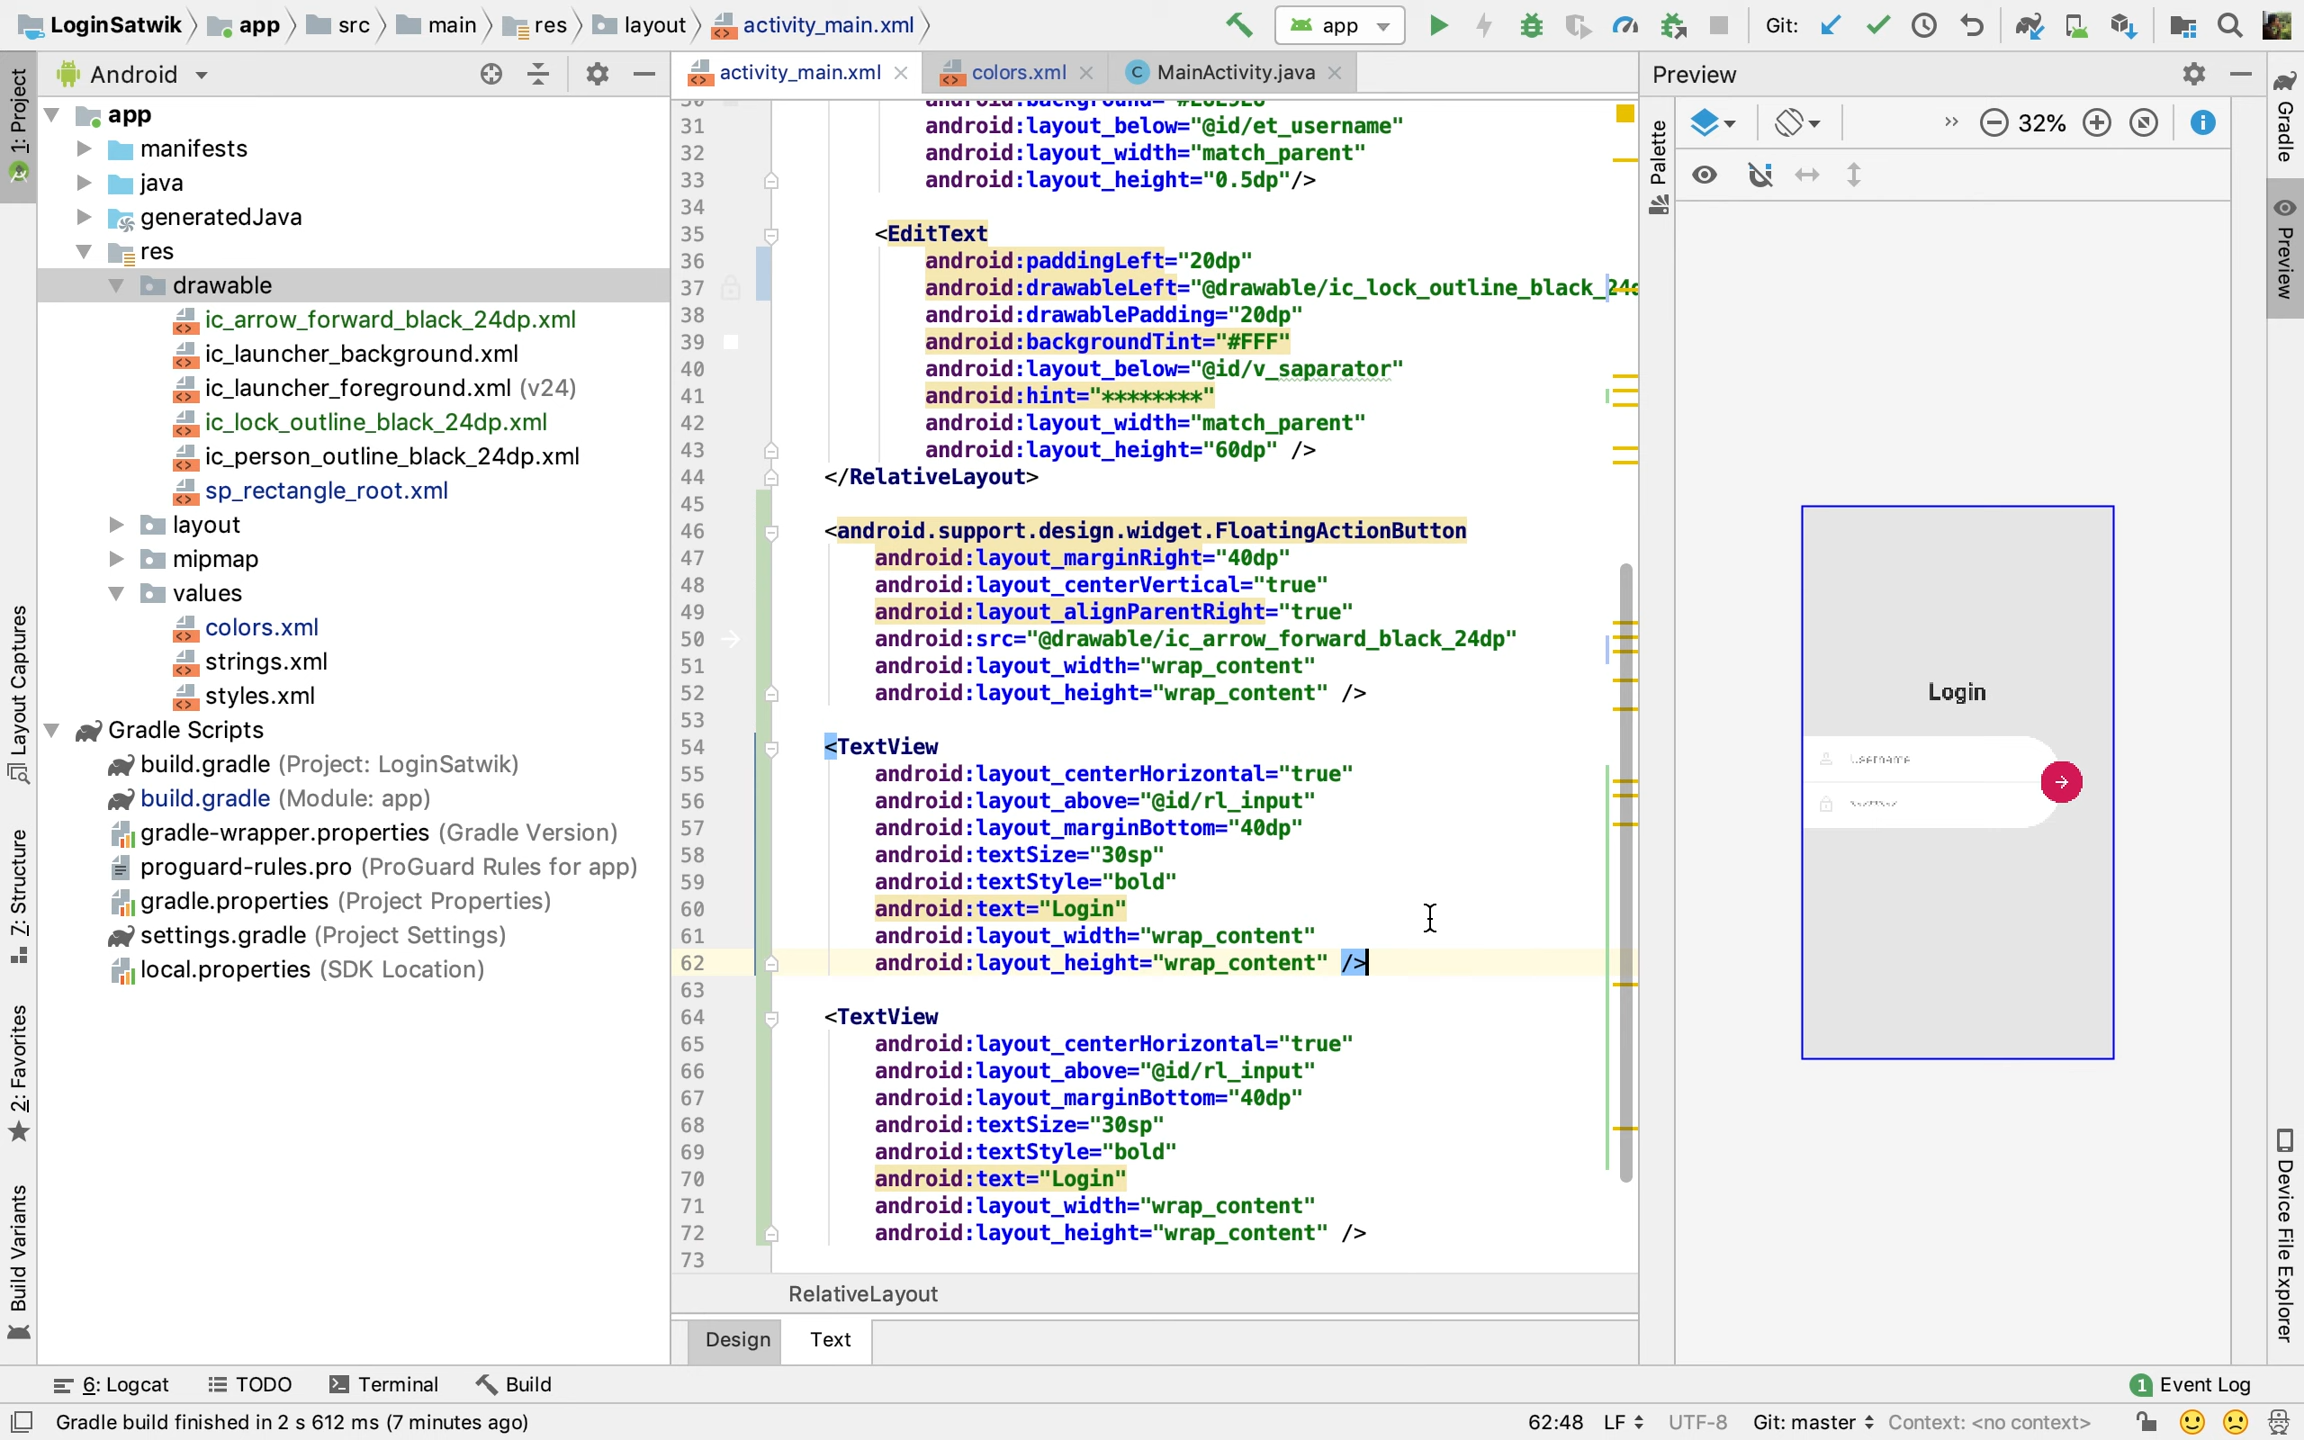 LoginSatwik app src main res layout activity_main.xml
app Git:
1: Project
Android
app
manifests
java
generatedJava
res
drawable
ic_arrow_forward_black_24dp.xml
ic_launcher_background.xml
ic_launcher_foreground.xml (v24)
ic_lock_outline_black_24dp.xml
ic_person_outline_black_24dp.xml
sp_rectangle_root.xml
layout
mipmap
values
colors.xml
strings.xml
styles.xml
Gradle Scripts
build.gradle (Project: LoginSatwik)
build.gradle (Module: app)
gradle-wrapper.properties (Gradle Version)
proguard-rules.pro (ProGuard Rules for app)
gradle.properties (Project Properties)
settings.gradle (Project Settings)
local.properties (SDK Location)
Layout Captures
7: Structure
2: Favorites
Build Variants
activity_main.xml colors.xml C MainActivity.java
31 android:layout_below="@id/et_username"
32 android:layout_width="match_parent"
33 android:layout_height="0.5dp"/>
34
35 <EditText
36 android:paddingLeft="20dp"
37 android:drawableLeft="@drawable/ic_lock_outline_black_24d
38 android:drawablePadding="20dp"
39 android:backgroundTint="#FFF"
40 android:layout_below="@id/v_saparator"
41 android:hint="********"
42 android:layout_width="match_parent"
43 android:layout_height="60dp" />
44 </RelativeLayout>
45
46 <android.support.design.widget.FloatingActionButton
47 android:layout_marginRight="40dp"
48 android:layout_centerVertical="true"
49 android:layout_alignParentRight="true"
50 android:src="@drawable/ic_arrow_forward_black_24dp"
51 android:layout_width="wrap_content"
52 android:layout_height="wrap_content" />
53
54 <TextView
55 android:layout_centerHorizontal="true"
56 android:layout_above="@id/rl_input"
57 android:layout_marginBottom="40dp"
58 android:textSize="30sp"
59 android:textStyle="bold"
60 android:text="Login"
61 android:layout_width="wrap_content"
62 android:layout_height="wrap_content" />
63
64 <TextView
65 android:layout_centerHorizontal="true"
66 android:layout_above="@id/rl_input"
67 android:layout_marginBottom="40dp"
68 android:textSize="30sp"
69 android:textStyle="bold"
70 android:text="Login"
71 android:layout_width="wrap_content"
72 android:layout_height="wrap_content" />
73
RelativeLayout
Design Text
Preview
Palette
32%
Login
Username
Gradle
Preview
Device File Explorer
6: Logcat TODO Terminal Build
1 Event Log
Gradle build finished in 2 s 612 ms (7 minutes ago)
62:48 LF UTF-8 Git: master Context: <no context>